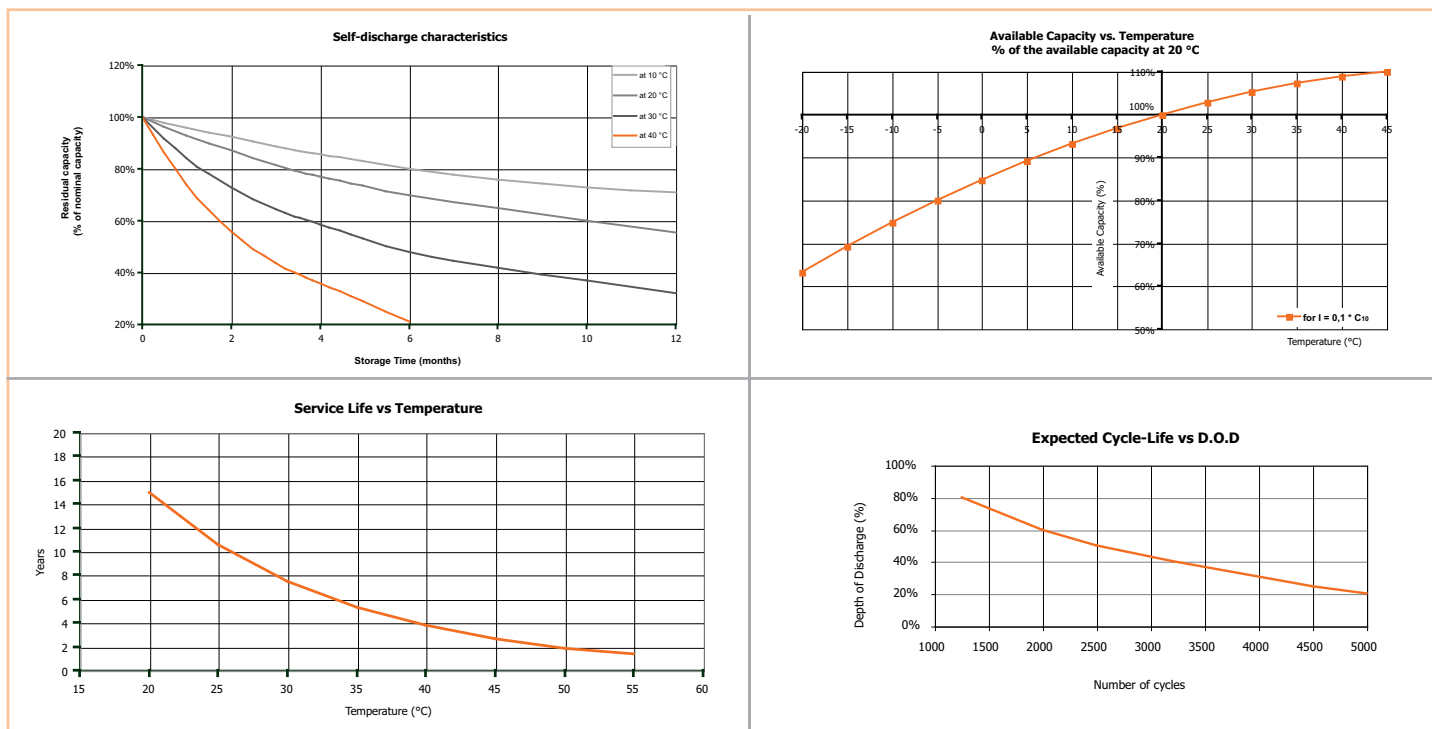 Self-discharge characteristics
120%
100%
80%
60%
40%
20%
0 2 4 6 8 10 12
Residual capacity
(% of nominal capacity)
Storage Time (months)
at 10 °C
at 20 °C
at 30 °C
at 40 °C
Available Capacity vs. Temperature
% of the available capacity at 20 °C
110%
100%
-20 -15 -10 -5 0 5 10 15 20 25 30 35 40 45
90%
80%
70%
60%
50%
Available Capacity (%)
for I = 0,1 * C₁₀
Temperature (°C)
Service Life vs Temperature
20
18
16
14
12
10
8
6
4
2
0
15 20 25 30 35 40 45 50 55 60
Years
Temperature (°C)
Expected Cycle-Life vs D.O.D
100%
80%
60%
40%
20%
0%
1000 1500 2000 2500 3000 3500 4000 4500 5000
Depth of Discharge (%)
Number of cycles